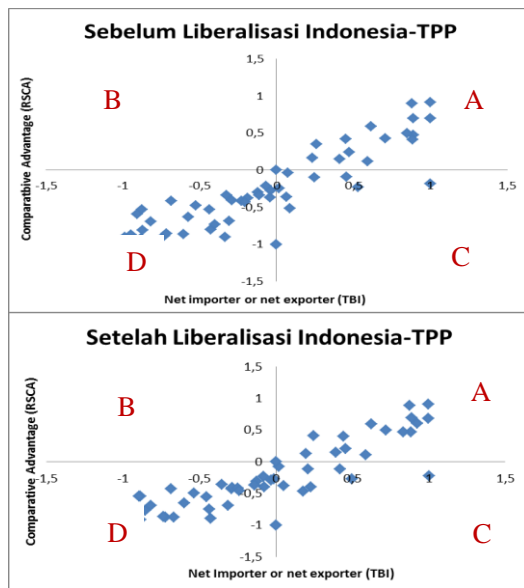 Sebelum Liberalisasi Indonesia-TPP
1,5
B
A
1
0,5
0
-1,5
-1
-0,5
0
0,5
1
1,5
-0,5
-1
D
C
-1,5
Comparathive Advantage (RSCA)
Net importer or net exporter (TBI)
Setelah Liberalisasi Indonesia-TPP
1,5
B
A
1
0,5
0
-1,5
-1
-0,5
0
0,5
1
1,5
-0,5
D
C
-1
-1,5
Comparative Advantage (RSCA)
Net Importer or net exporter (TBI)